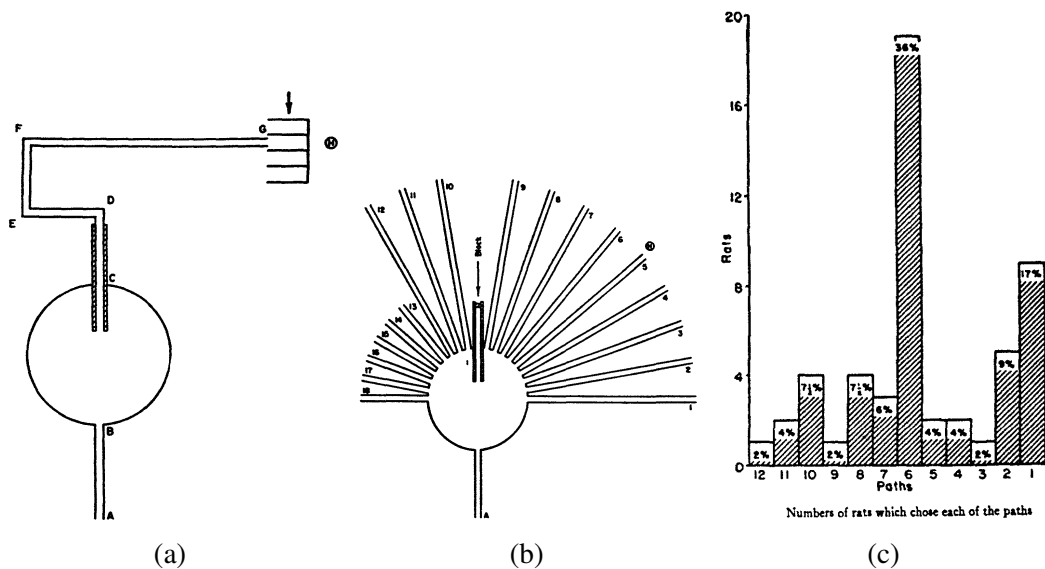 F
G
H
D
E
C
B
A
(a)
12
11
10
9
8
7
6
H
5
4
3
2
1
Block
13
14
15
16
17
18
1
A
(b)
20
16
12
8
4
0
Rats
36%
17%
9%
7½%
7½%
6%
4%
4%
4%
2%
2%
2%
12 11 10 9 8 7 6 5 4 3 2 1
Paths
Numbers of rats which chose each of the paths
(c)